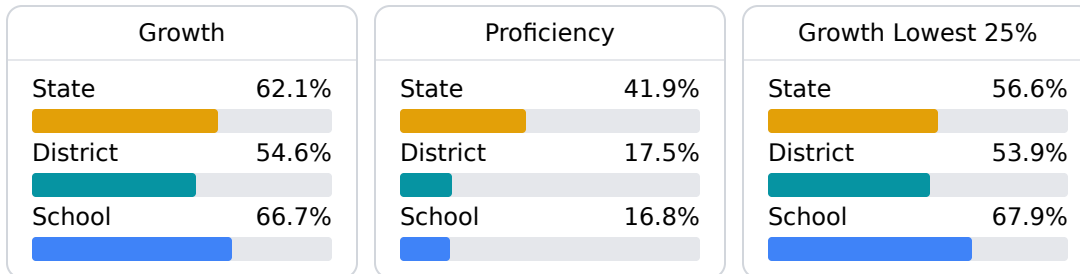 Growth
State 62.1%
District 54.6%
School 66.7%
Proficiency
State 41.9%
District 17.5%
School 16.8%
Growth Lowest 25%
State 56.6%
District 53.9%
School 67.9%